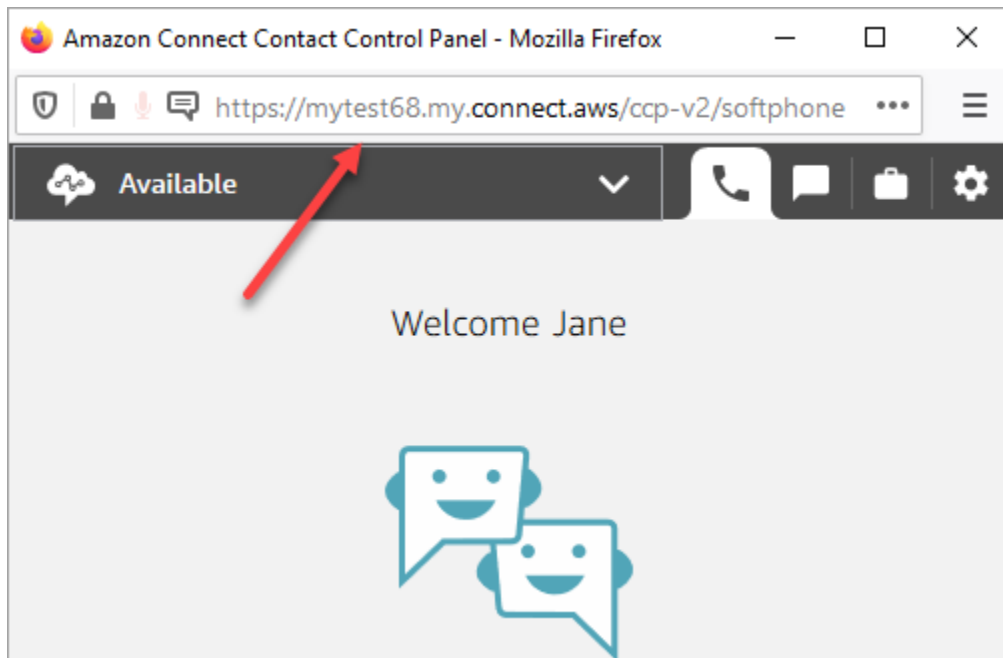 Amazon Connect Contact Control Panel - Mozilla Firefox
https://mytest68.my.connect.aws/ccp-v2/softphone
Available
Welcome Jane